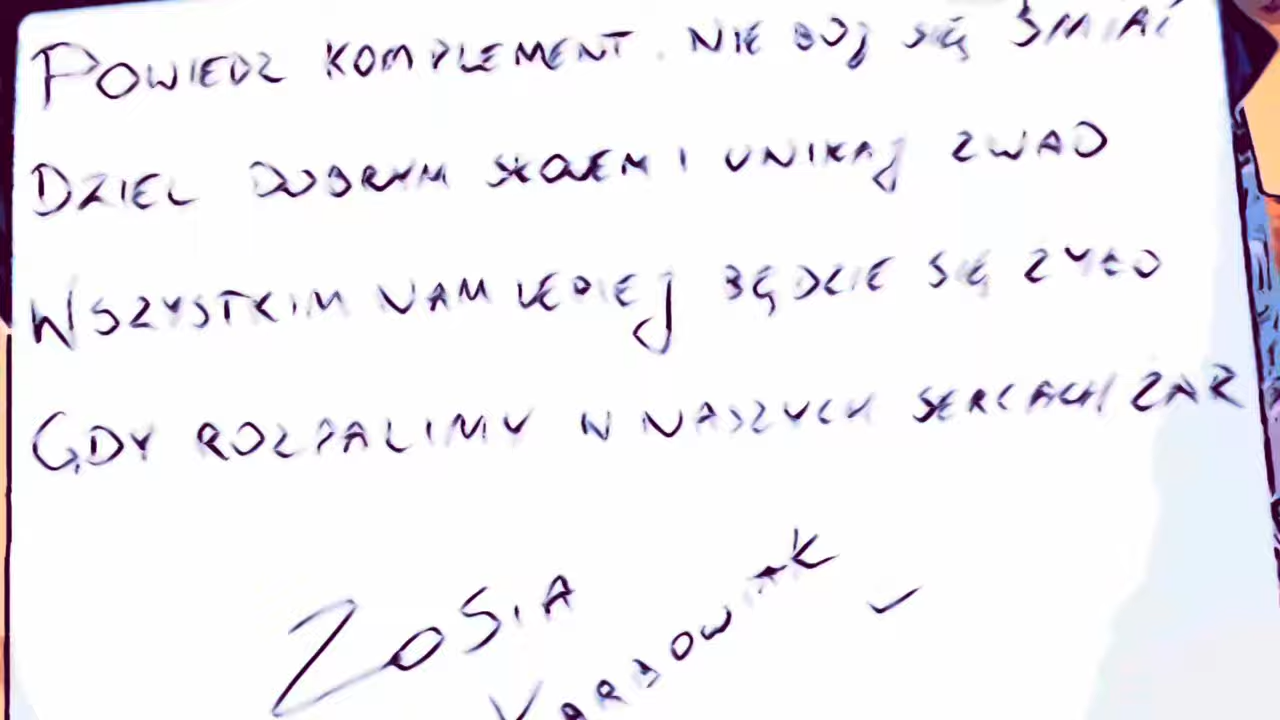 POWIEDZ KOMPLEMENT. NIE BÓJ SIĘ ŚMIAĆ
DZIEL DOBRYM SŁOWEM I UNIKAJ ZWAD
WSZYSTKIM NAM LEPIEJ BĘDZIE SIĘ ŻYŁO
GDY ROZPALIMY W NASZYCH SERCACH ŻAR
ZOSIA
KARBOWIAK